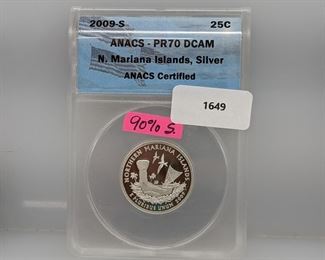 2009-S 25C
ANACS - PR70 DCAM
N. Mariana Islands, Silver
ANACS Certified
1649
90% S.
NORTHERN MARIANA ISLANDS
2009 E PLURIBUS UNUM